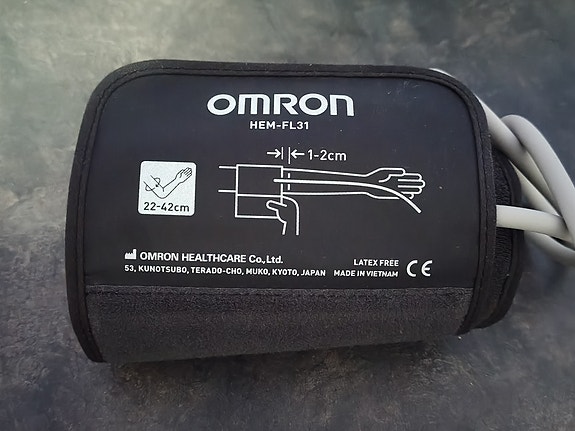 OMRON
HEM-FL31
1-2cm
22-42cm
OMRON HEALTHCARE Co., Ltd.
53, KUNOTSUBO, TERADO-CHO, MUKO, KYOTO, JAPAN
LATEX FREE
MADE IN VIETNAM
CE